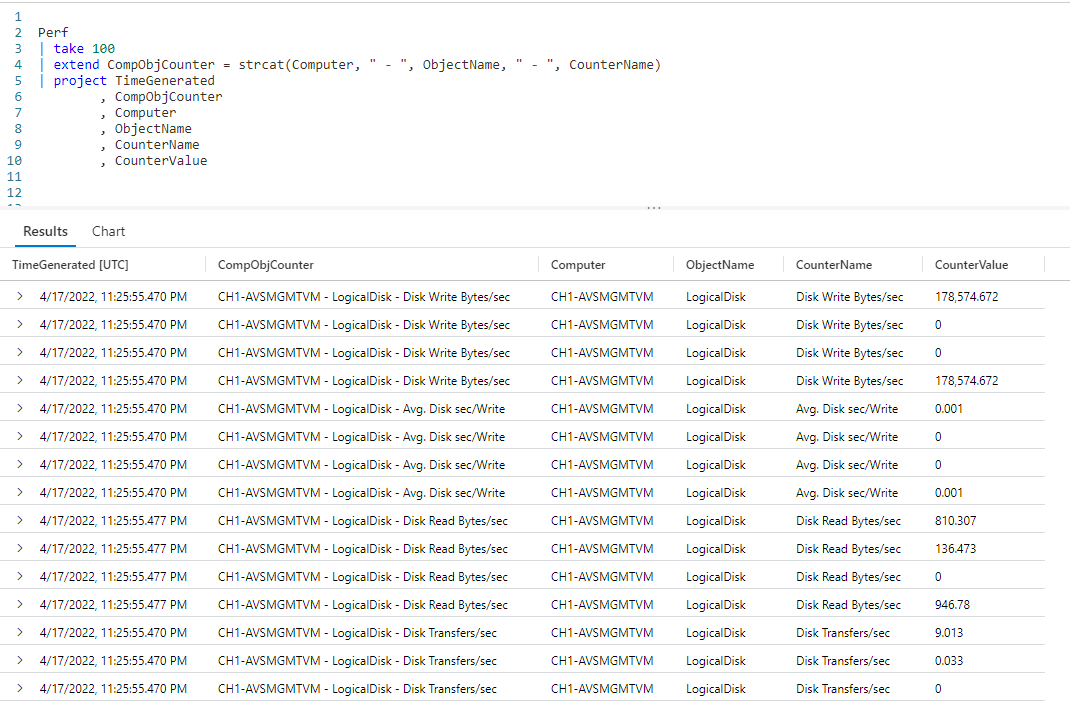 1
2 Perf
3 | take 100
4 | extend CompObjCounter = strcat(Computer, " - ", ObjectName, " - ", CounterName)
5 | project TimeGenerated
6 , CompObjCounter
7 , Computer
8 , ObjectName
9 , CounterName
10 , CounterValue
11
12
...
Results Chart
TimeGenerated [UTC] CompObjCounter Computer ObjectName CounterName CounterValue
> 4/17/2022, 11:25:55.470 PM CH1-AVSMGMTVM - LogicalDisk - Disk Write Bytes/sec CH1-AVSMGMTVM LogicalDisk Disk Write Bytes/sec 178,574.672
> 4/17/2022, 11:25:55.470 PM CH1-AVSMGMTVM - LogicalDisk - Disk Write Bytes/sec CH1-AVSMGMTVM LogicalDisk Disk Write Bytes/sec 0
> 4/17/2022, 11:25:55.470 PM CH1-AVSMGMTVM - LogicalDisk - Disk Write Bytes/sec CH1-AVSMGMTVM LogicalDisk Disk Write Bytes/sec 0
> 4/17/2022, 11:25:55.470 PM CH1-AVSMGMTVM - LogicalDisk - Disk Write Bytes/sec CH1-AVSMGMTVM LogicalDisk Disk Write Bytes/sec 178,574.672
> 4/17/2022, 11:25:55.470 PM CH1-AVSMGMTVM - LogicalDisk - Avg. Disk sec/Write CH1-AVSMGMTVM LogicalDisk Avg. Disk sec/Write 0.001
> 4/17/2022, 11:25:55.470 PM CH1-AVSMGMTVM - LogicalDisk - Avg. Disk sec/Write CH1-AVSMGMTVM LogicalDisk Avg. Disk sec/Write 0
> 4/17/2022, 11:25:55.470 PM CH1-AVSMGMTVM - LogicalDisk - Avg. Disk sec/Write CH1-AVSMGMTVM LogicalDisk Avg. Disk sec/Write 0
> 4/17/2022, 11:25:55.470 PM CH1-AVSMGMTVM - LogicalDisk - Avg. Disk sec/Write CH1-AVSMGMTVM LogicalDisk Avg. Disk sec/Write 0.001
> 4/17/2022, 11:25:55.477 PM CH1-AVSMGMTVM - LogicalDisk - Disk Read Bytes/sec CH1-AVSMGMTVM LogicalDisk Disk Read Bytes/sec 810.307
> 4/17/2022, 11:25:55.477 PM CH1-AVSMGMTVM - LogicalDisk - Disk Read Bytes/sec CH1-AVSMGMTVM LogicalDisk Disk Read Bytes/sec 136.473
> 4/17/2022, 11:25:55.477 PM CH1-AVSMGMTVM - LogicalDisk - Disk Read Bytes/sec CH1-AVSMGMTVM LogicalDisk Disk Read Bytes/sec 0
> 4/17/2022, 11:25:55.477 PM CH1-AVSMGMTVM - LogicalDisk - Disk Read Bytes/sec CH1-AVSMGMTVM LogicalDisk Disk Read Bytes/sec 946.78
> 4/17/2022, 11:25:55.470 PM CH1-AVSMGMTVM - LogicalDisk - Disk Transfers/sec CH1-AVSMGMTVM LogicalDisk Disk Transfers/sec 9.013
> 4/17/2022, 11:25:55.470 PM CH1-AVSMGMTVM - LogicalDisk - Disk Transfers/sec CH1-AVSMGMTVM LogicalDisk Disk Transfers/sec 0.033
> 4/17/2022, 11:25:55.470 PM CH1-AVSMGMTVM - LogicalDisk - Disk Transfers/sec CH1-AVSMGMTVM LogicalDisk Disk Transfers/sec 0